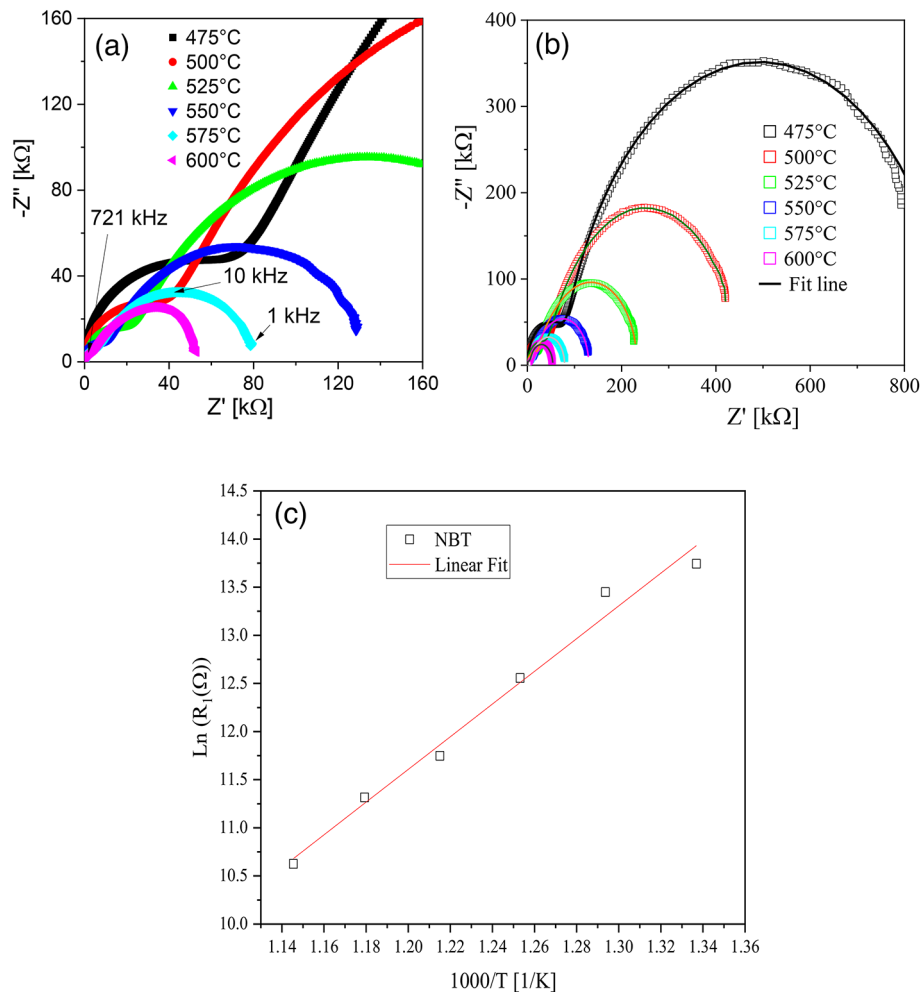 (a)
475°C
500°C
525°C
550°C
575°C
600°C
721 kHz
10 kHz
1 kHz
160
120
80
40
0
-Z'' [kΩ]
0 40 80 120 160
Z' [kΩ]
(b)
475°C
500°C
525°C
550°C
575°C
600°C
Fit line
400
300
200
100
0
-Z'' [kΩ]
0 200 400 600 800
Z' [kΩ]
(c)
NBT
Linear Fit
14.5
14.0
13.5
13.0
12.5
12.0
11.5
11.0
10.5
10.0
Ln (R₁(Ω))
1.14 1.16 1.18 1.20 1.22 1.24 1.26 1.28 1.30 1.32 1.34 1.36
1000/T [1/K]